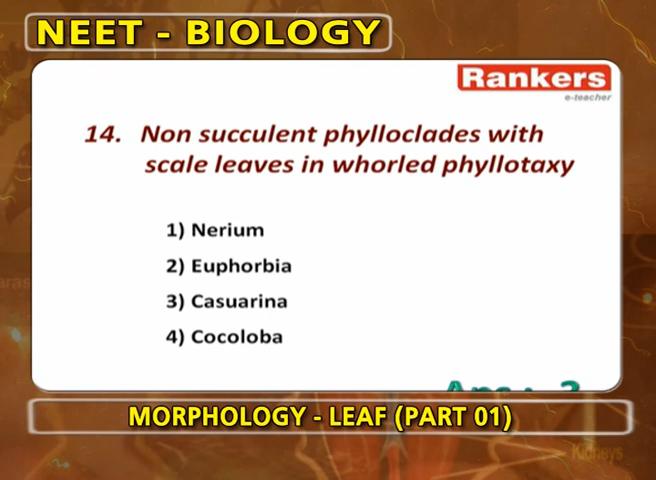 NEET - BIOLOGY
Rankers
e-teacher
14. Non succulent phylloclades with
scale leaves in whorled phyllotaxy
1) Nerium
2) Euphorbia
3) Casuarina
4) Cocoloba
MORPHOLOGY - LEAF (PART 01)
Kidneys